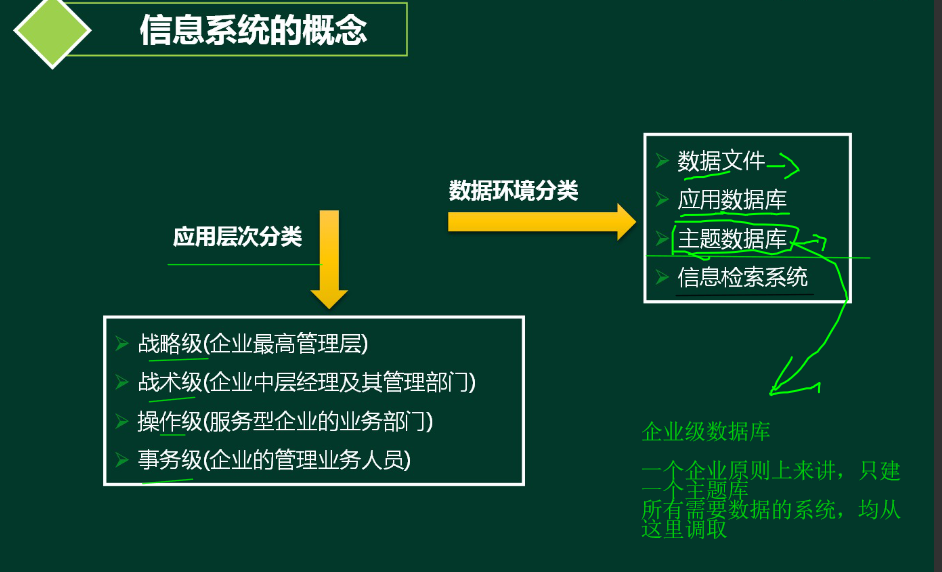 信息系统的概念
数据环境分类
应用层次分类
数据文件
应用数据库
主题数据库
信息检索系统
战略级(企业最高管理层)
战术级(企业中层经理及其管理部门)
操作级(服务型企业的业务部门)
事务级(企业的管理业务人员)
企业级数据库
一个企业原则上来讲，只建
一个主题库
所有需要数据的系统，均从
这里调取